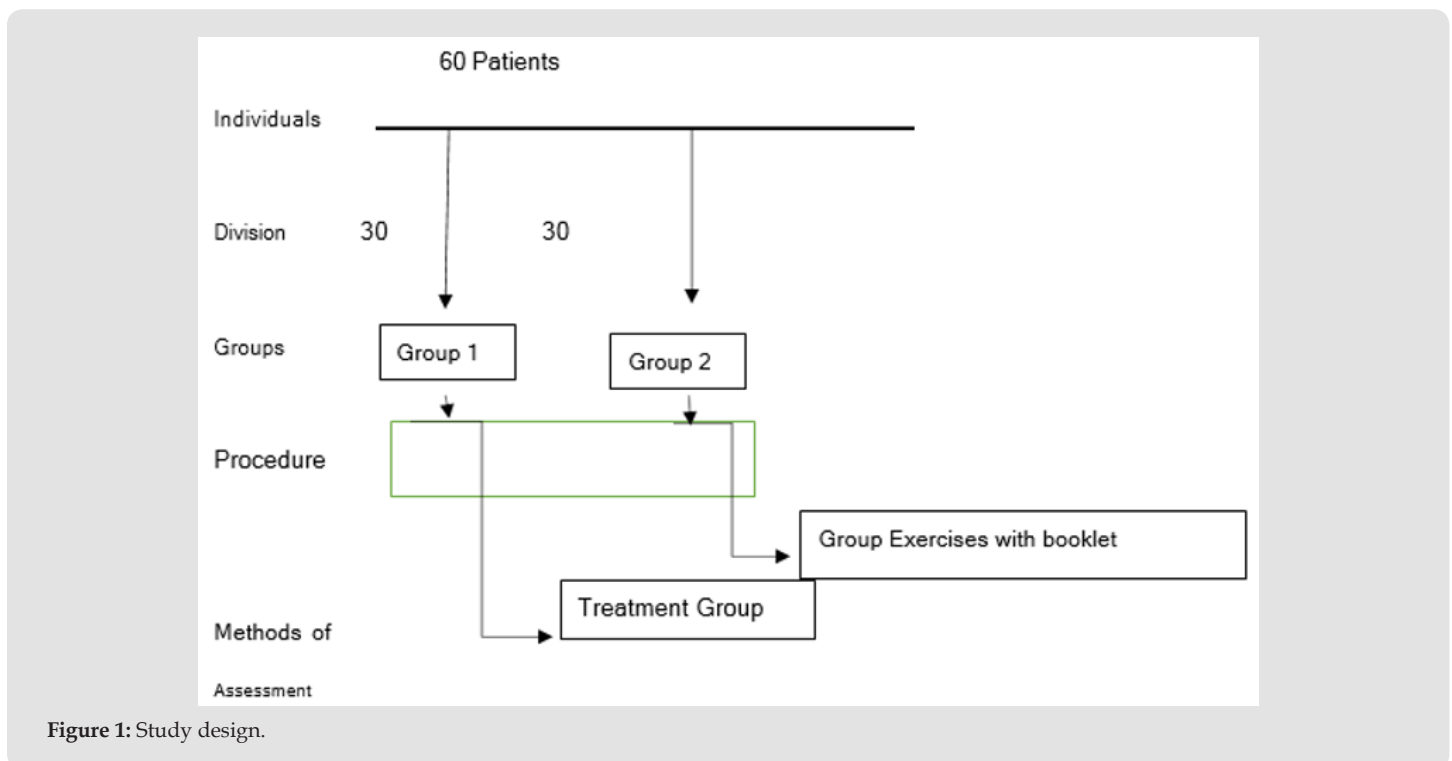 60 Patients
Individuals
Division 30 30
Groups Group 1 Group 2
Procedure
Group Exercises with booklet
Treatment Group
Methods of
Assessment
Figure 1: Study design.